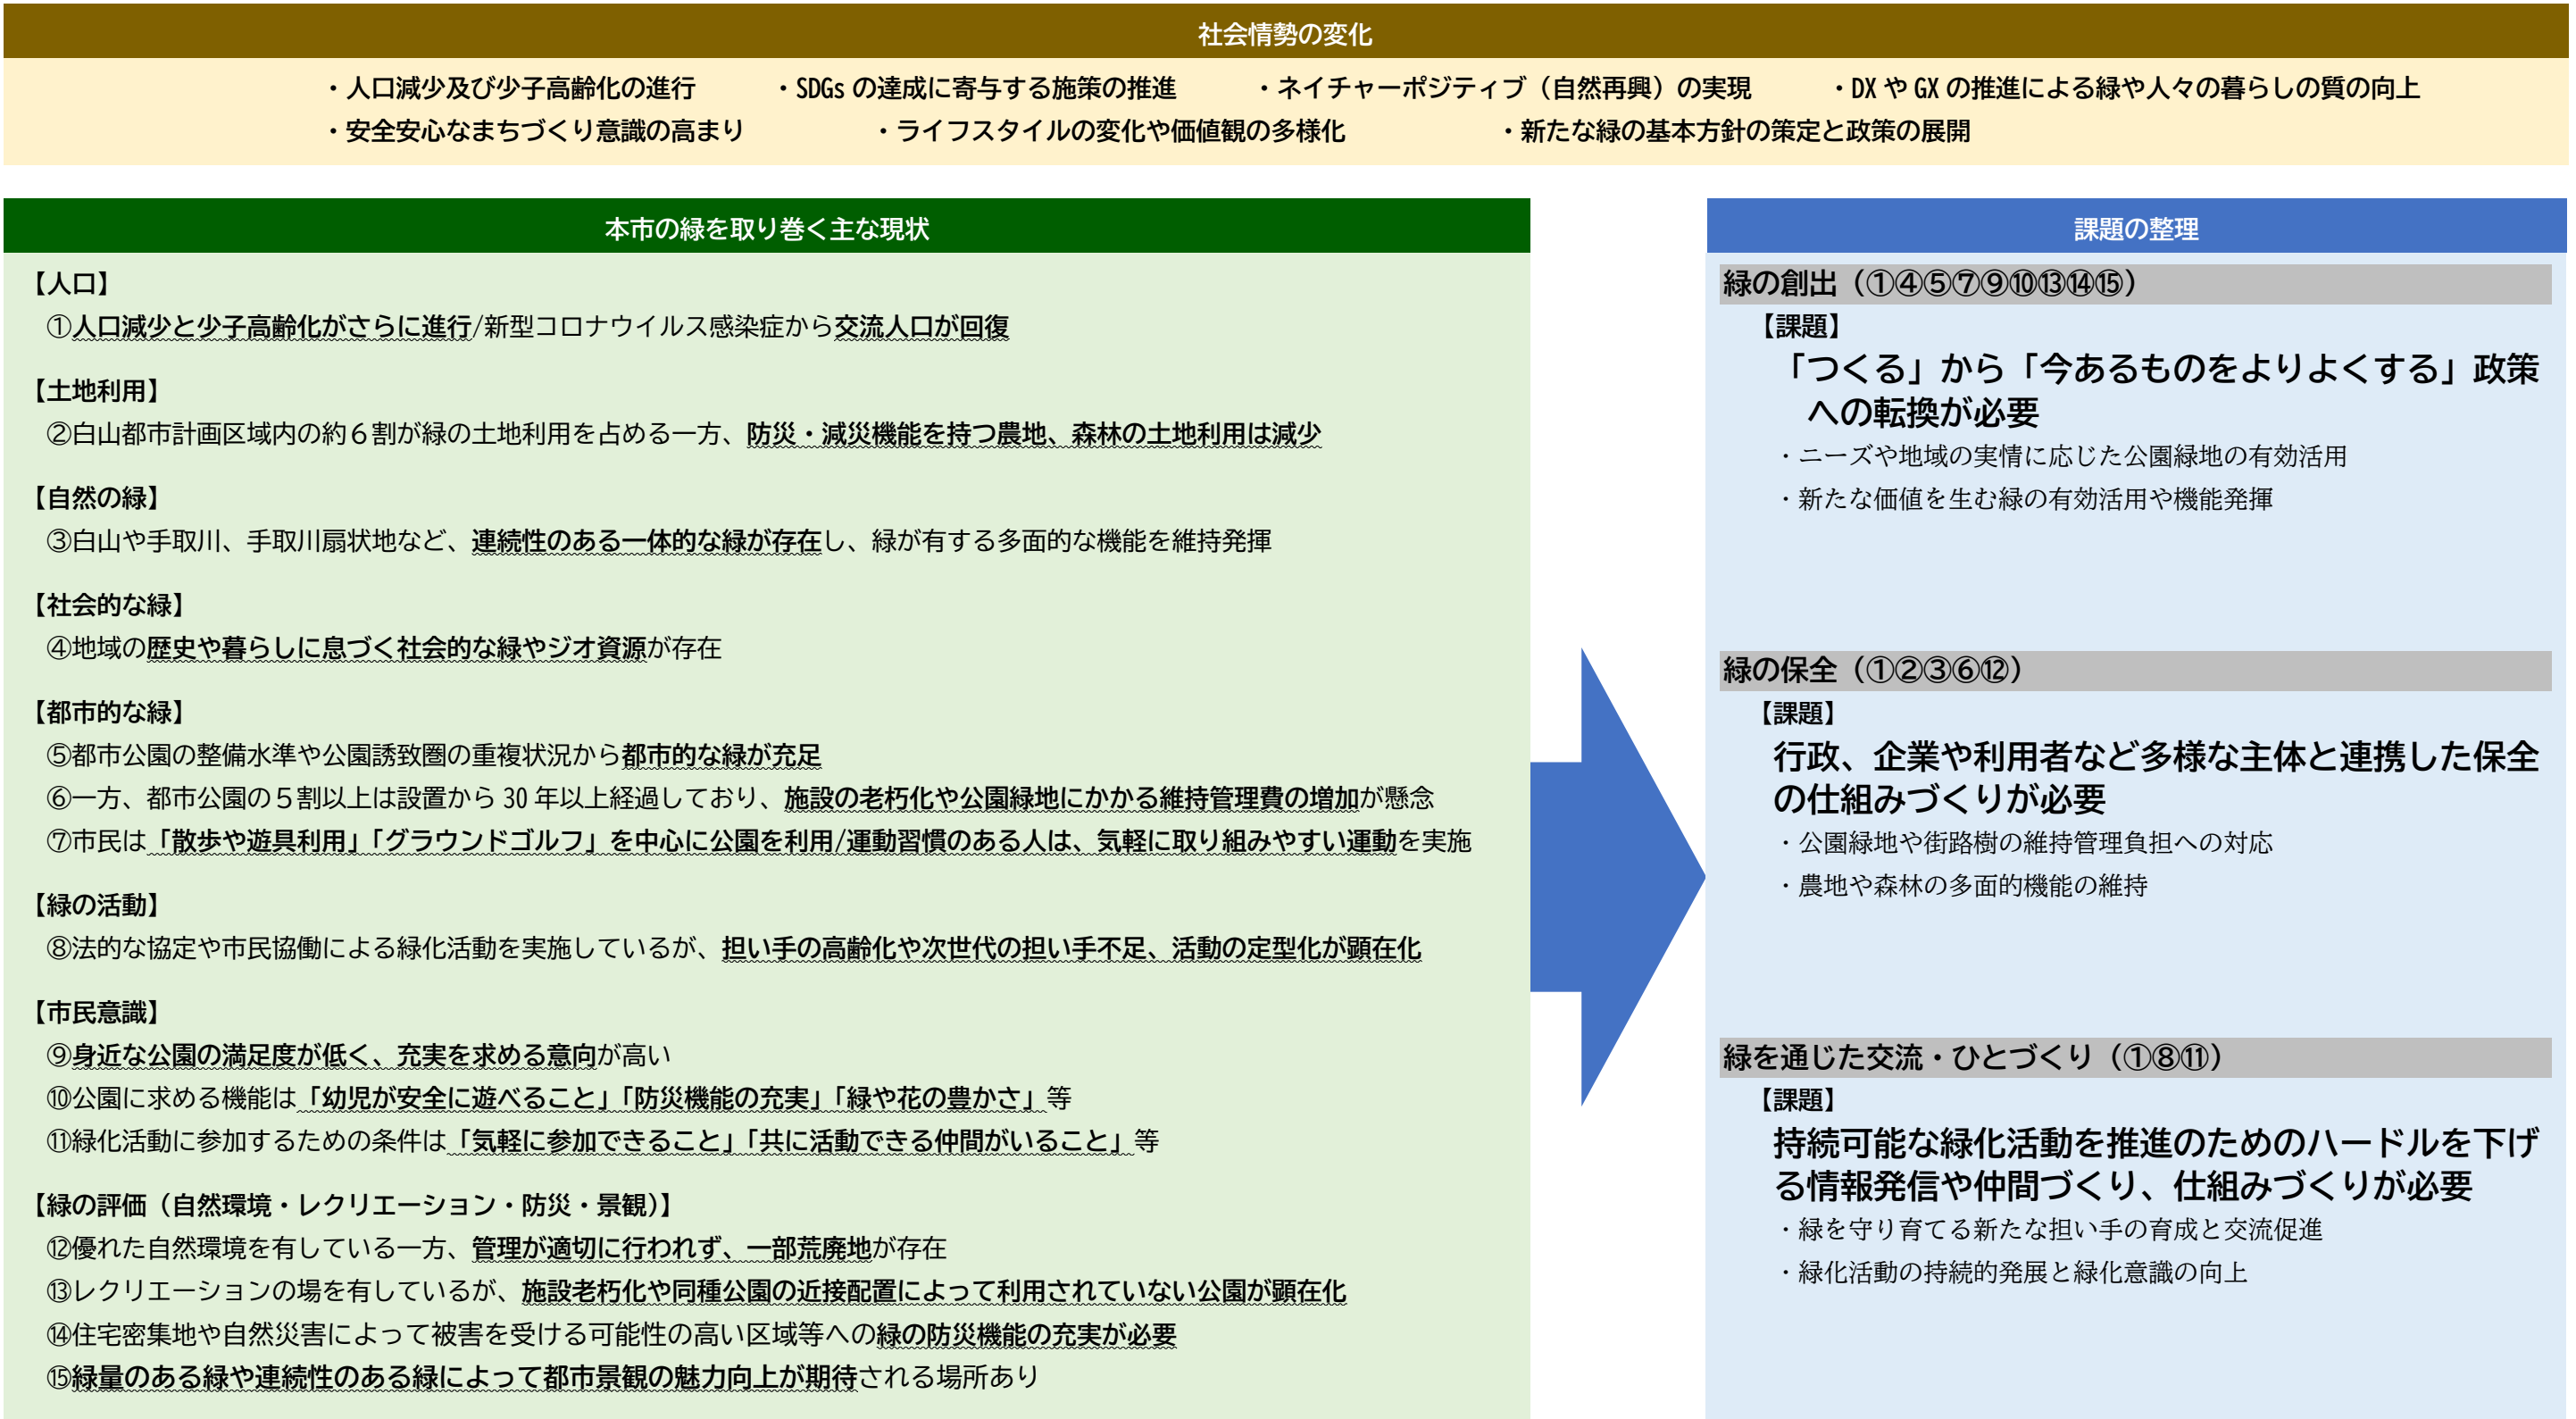 社会情勢の変化
・人口減少及び少子高齢化の進行　・SDGs の達成に寄与する施策の推進　・ネイチャーポジティブ（自然再興）の実現　・DX や GX の推進による緑や人々の暮らしの質の向上
・安全安心なまちづくり意識の高まり　・ライフスタイルの変化や価値観の多様化　・新たな緑の基本方針の策定と政策の展開
本市の緑を取り巻く主な現状
【人口】
①人口減少と少子高齢化がさらに進行/新型コロナウイルス感染症から交流人口が回復
【土地利用】
②白山都市計画区域内の約６割が緑の土地利用を占める一方、防災・減災機能を持つ農地、森林の土地利用は減少
【自然の緑】
③白山や手取川、手取川扇状地など、連続性のある一体的な緑が存在し、緑が有する多面的な機能を維持発揮
【社会的な緑】
④地域の歴史や暮らしに息づく社会的な緑やジオ資源が存在
【都市的な緑】
⑤都市公園の整備水準や公園誘致圏の重複状況から都市的な緑が充足
⑥一方、都市公園の５割以上は設置から 30 年以上経過しており、施設の老朽化や公園緑地にかかる維持管理費の増加が懸念
⑦市民は「散歩や遊具利用」「グラウンドゴルフ」を中心に公園を利用/運動習慣のある人は、気軽に取り組みやすい運動を実施
【緑の活動】
⑧法的な協定や市民協働による緑化活動を実施しているが、担い手の高齢化や次世代の担い手不足、活動の定型化が顕在化
【市民意識】
⑨身近な公園の満足度が低く、充実を求める意向が高い
⑩公園に求める機能は「幼児が安全に遊べること」「防災機能の充実」「緑や花の豊かさ」等
⑪緑化活動に参加するための条件は「気軽に参加できること」「共に活動できる仲間がいること」等
【緑の評価（自然環境・レクリエーション・防災・景観）】
⑫優れた自然環境を有している一方、管理が適切に行われず、一部荒廃地が存在
⑬レクリエーションの場を有しているが、施設老朽化や同種公園の近接配置によって利用されていない公園が顕在化
⑭住宅密集地や自然災害によって被害を受ける可能性の高い区域等への緑の防災機能の充実が必要
⑮緑量のある緑や連続性のある緑によって都市景観の魅力向上が期待される場所あり
課題の整理
緑の創出（①④⑤⑦⑨⑩⑬⑭⑮）
【課題】
「つくる」から「今あるものをよりよくする」政策
への転換が必要
・ニーズや地域の実情に応じた公園緑地の有効活用
・新たな価値を生む緑の有効活用や機能発揮
緑の保全（①②③⑥⑫）
【課題】
行政、企業や利用者など多様な主体と連携した保全
の仕組みづくりが必要
・公園緑地や街路樹の維持管理負担への対応
・農地や森林の多面的機能の維持
緑を通じた交流・ひとづくり（①⑧⑪）
【課題】
持続可能な緑化活動を推進のためのハードルを下げ
る情報発信や仲間づくり、仕組みづくりが必要
・緑を守り育てる新たな担い手の育成と交流促進
・緑化活動の持続的発展と緑化意識の向上